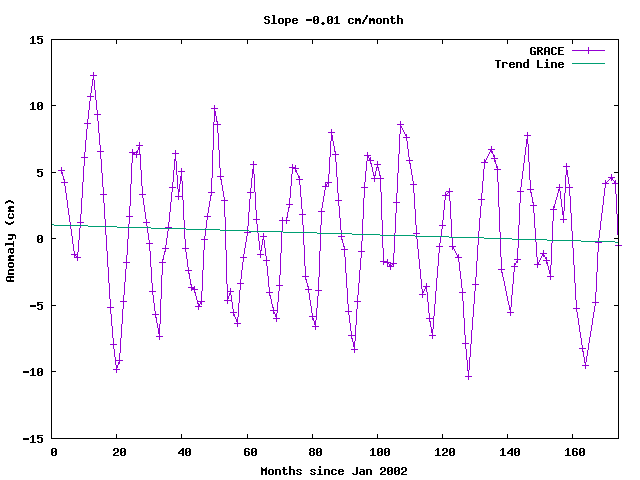 Slope -0.01 cm/month
15
GRACE
Trend Line
10
5
0
-5
-10
-15
Anomaly (cm)
0 20 40 60 80 100 120 140 160
Months since Jan 2002